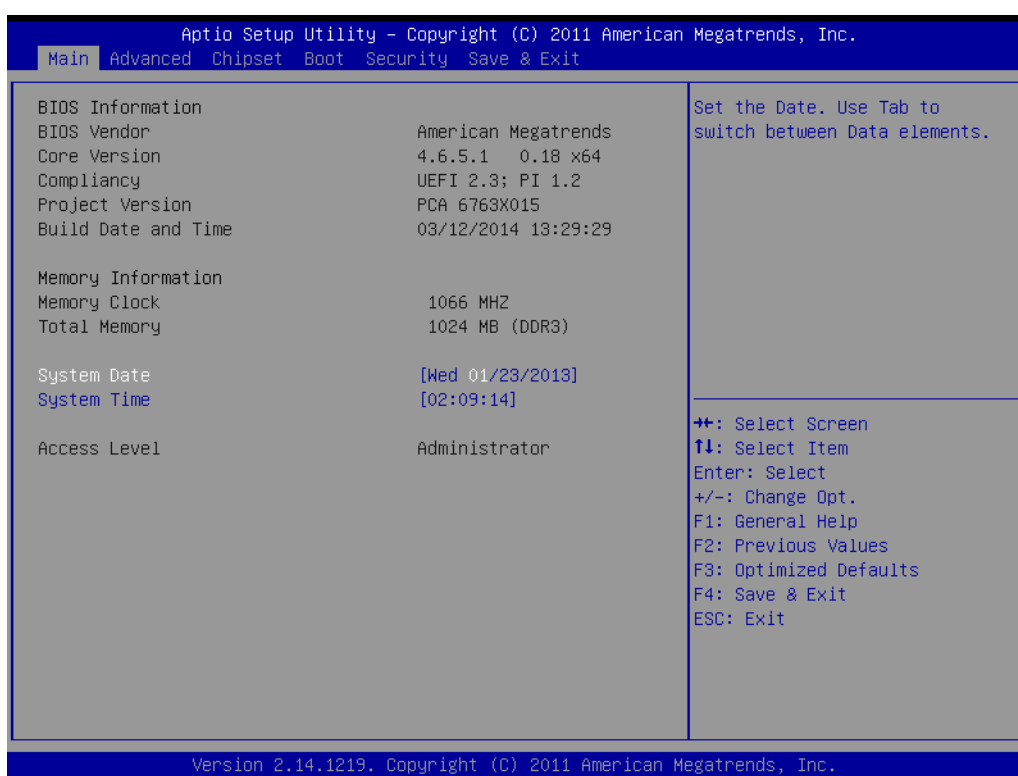 Aptio Setup Utility – Copyright (C) 2011 American Megatrends, Inc.
Main Advanced Chipset Boot Security Save & Exit
BIOS Information
BIOS Vendor American Megatrends
Core Version 4.6.5.1 0.18 x64
Compliancy UEFI 2.3; PI 1.2
Project Version PCA 6763X015
Build Date and Time 03/12/2014 13:29:29
Memory Information
Memory Clock 1066 MHZ
Total Memory 1024 MB (DDR3)
System Date [Wed 01/23/2013]
System Time [02:09:14]
Access Level Administrator
Set the Date. Use Tab to
switch between Data elements.
→←: Select Screen
↑↓: Select Item
Enter: Select
+/-: Change Opt.
F1: General Help
F2: Previous Values
F3: Optimized Defaults
F4: Save & Exit
ESC: Exit
Version 2.14.1219. Copyright (C) 2011 American Megatrends, Inc.